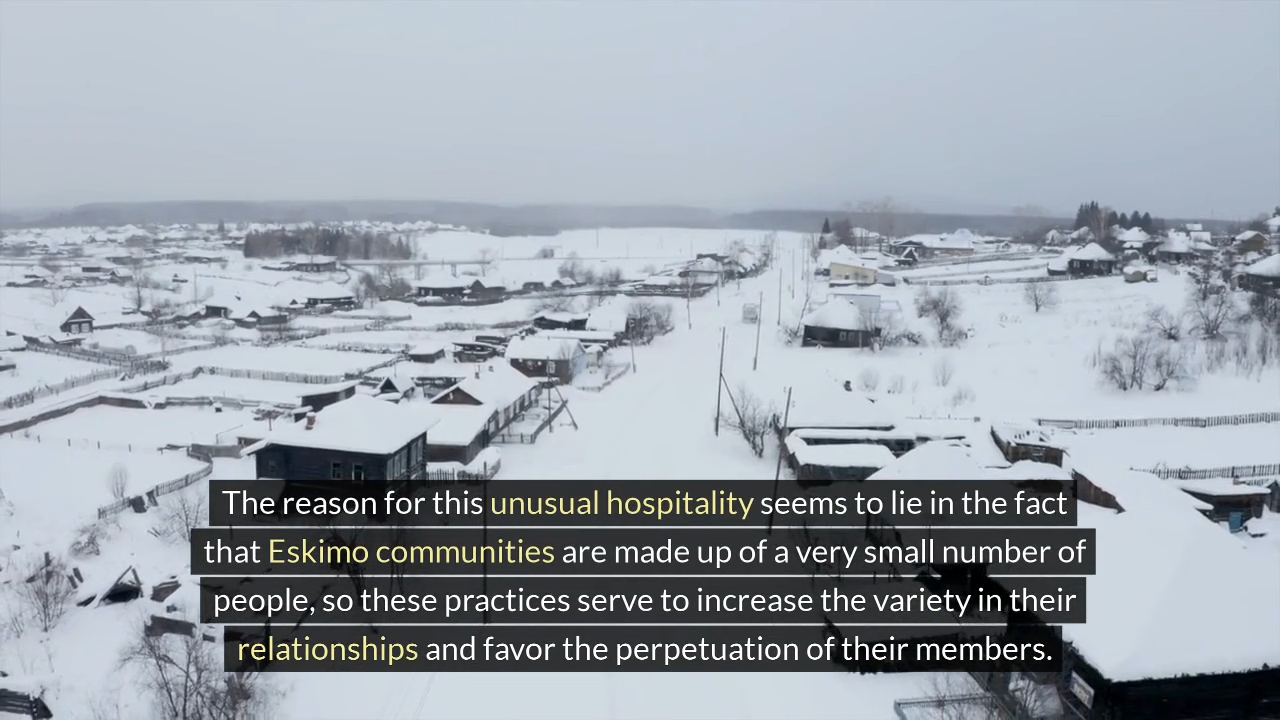 The reason for this unusual hospitality seems to lie in the fact
that Eskimo communities are made up of a very small number of
people, so these practices serve to increase the variety in their
relationships and favor the perpetuation of their members.